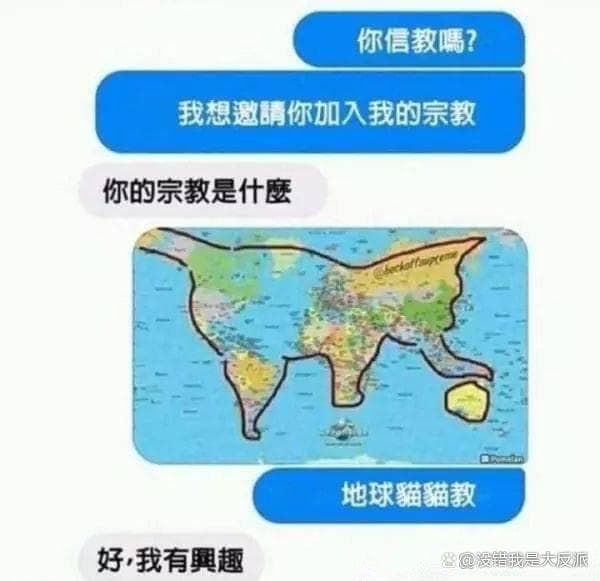 你信教嗎?
我想邀請你加入我的宗教
你的宗教是什麼
@backoffsupreme
地球貓貓教
好,我有興趣
@没错我是大反派